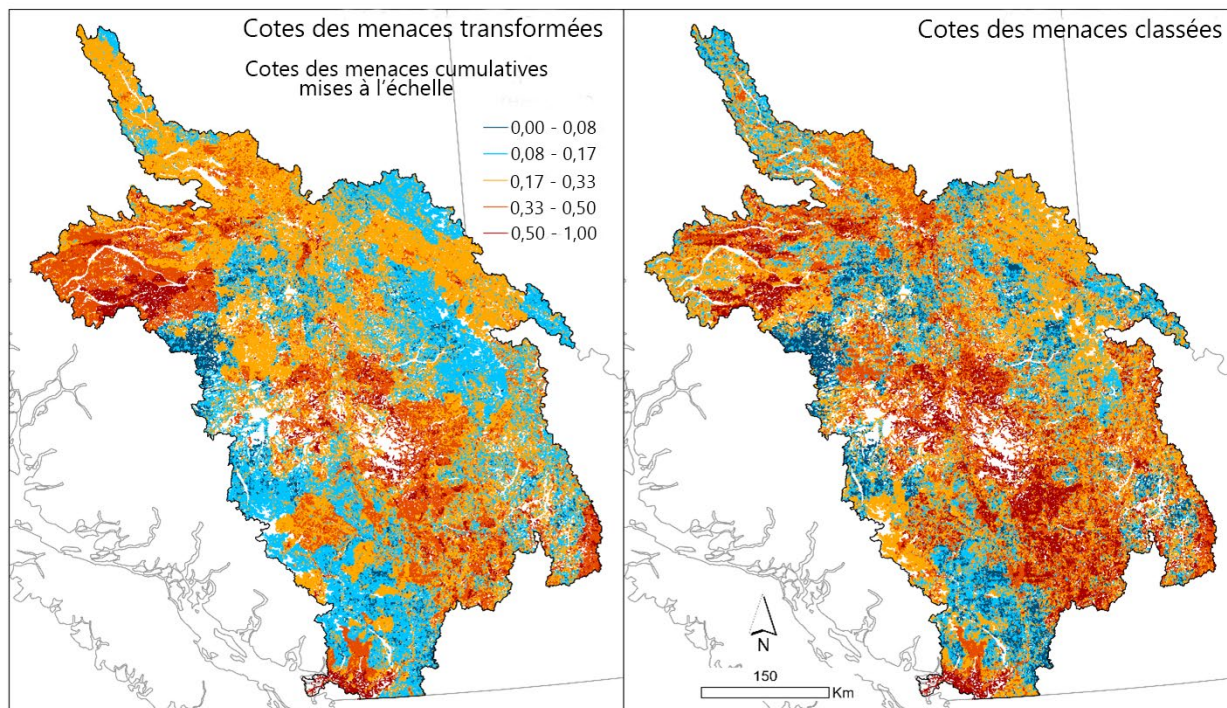 Cotes des menaces transformées
Cotes des menaces cumulatives
mises à l'échelle
0,00 - 0,08
0,08 - 0,17
0,17 - 0,33
0,33 - 0,50
0,50 - 1,00
Cotes des menaces classées
N
150
Km